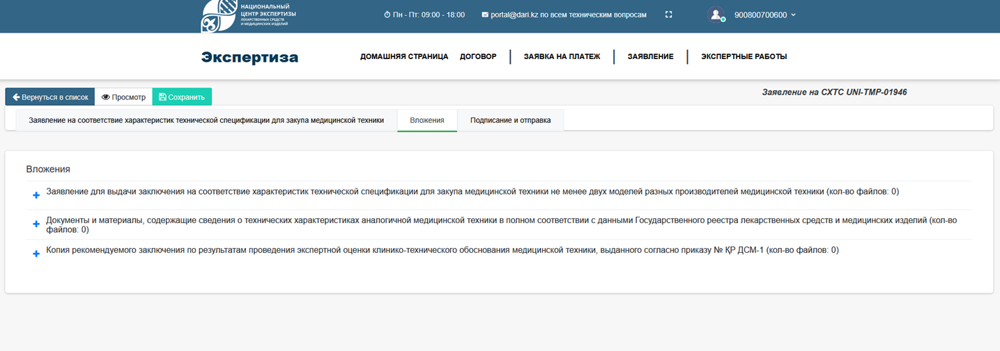 НАЦИОНАЛЬНЫЙ
ЦЕНТР ЭКСПЕРТИЗЫ
ЛЕКАРСТВЕННЫХ СРЕДСТВ
И МЕДИЦИНСКИХ ИЗДЕЛИЙ
Пн - Пт: 09:00 - 18:00
portal@dari.kz по всем техническим вопросам
900800700600
Экспертиза
ДОМАШНЯЯ СТРАНИЦА
ДОГОВОР
ЗАЯВКА НА ПЛАТЕЖ
ЗАЯВЛЕНИЕ
ЭКСПЕРТНЫЕ РАБОТЫ
Вернуться в список
Просмотр
Сохранить
Заявление на СХТС UNI-TMP-01946
Заявление на соответствие характеристик технической спецификации для закупа медицинской техники
Вложения
Подписание и отправка
Вложения
Заявление для выдачи заключения на соответствие характеристик технической спецификации для закупа медицинской техники не менее двух моделей разных производителей медицинской техники (кол-во файлов: 0)
Документы и материалы, содержащие сведения о технических характеристиках аналогичной медицинской техники в полном соответствии с данными Государственного реестра лекарственных средств и медицинских изделий (кол-во
файлов: 0)
Копия рекомендуемого заключения по результатам проведения экспертной оценки клинико-технического обоснования медицинской техники, выданного согласно приказу № ҚР ДСМ-1 (кол-во файлов: 0)